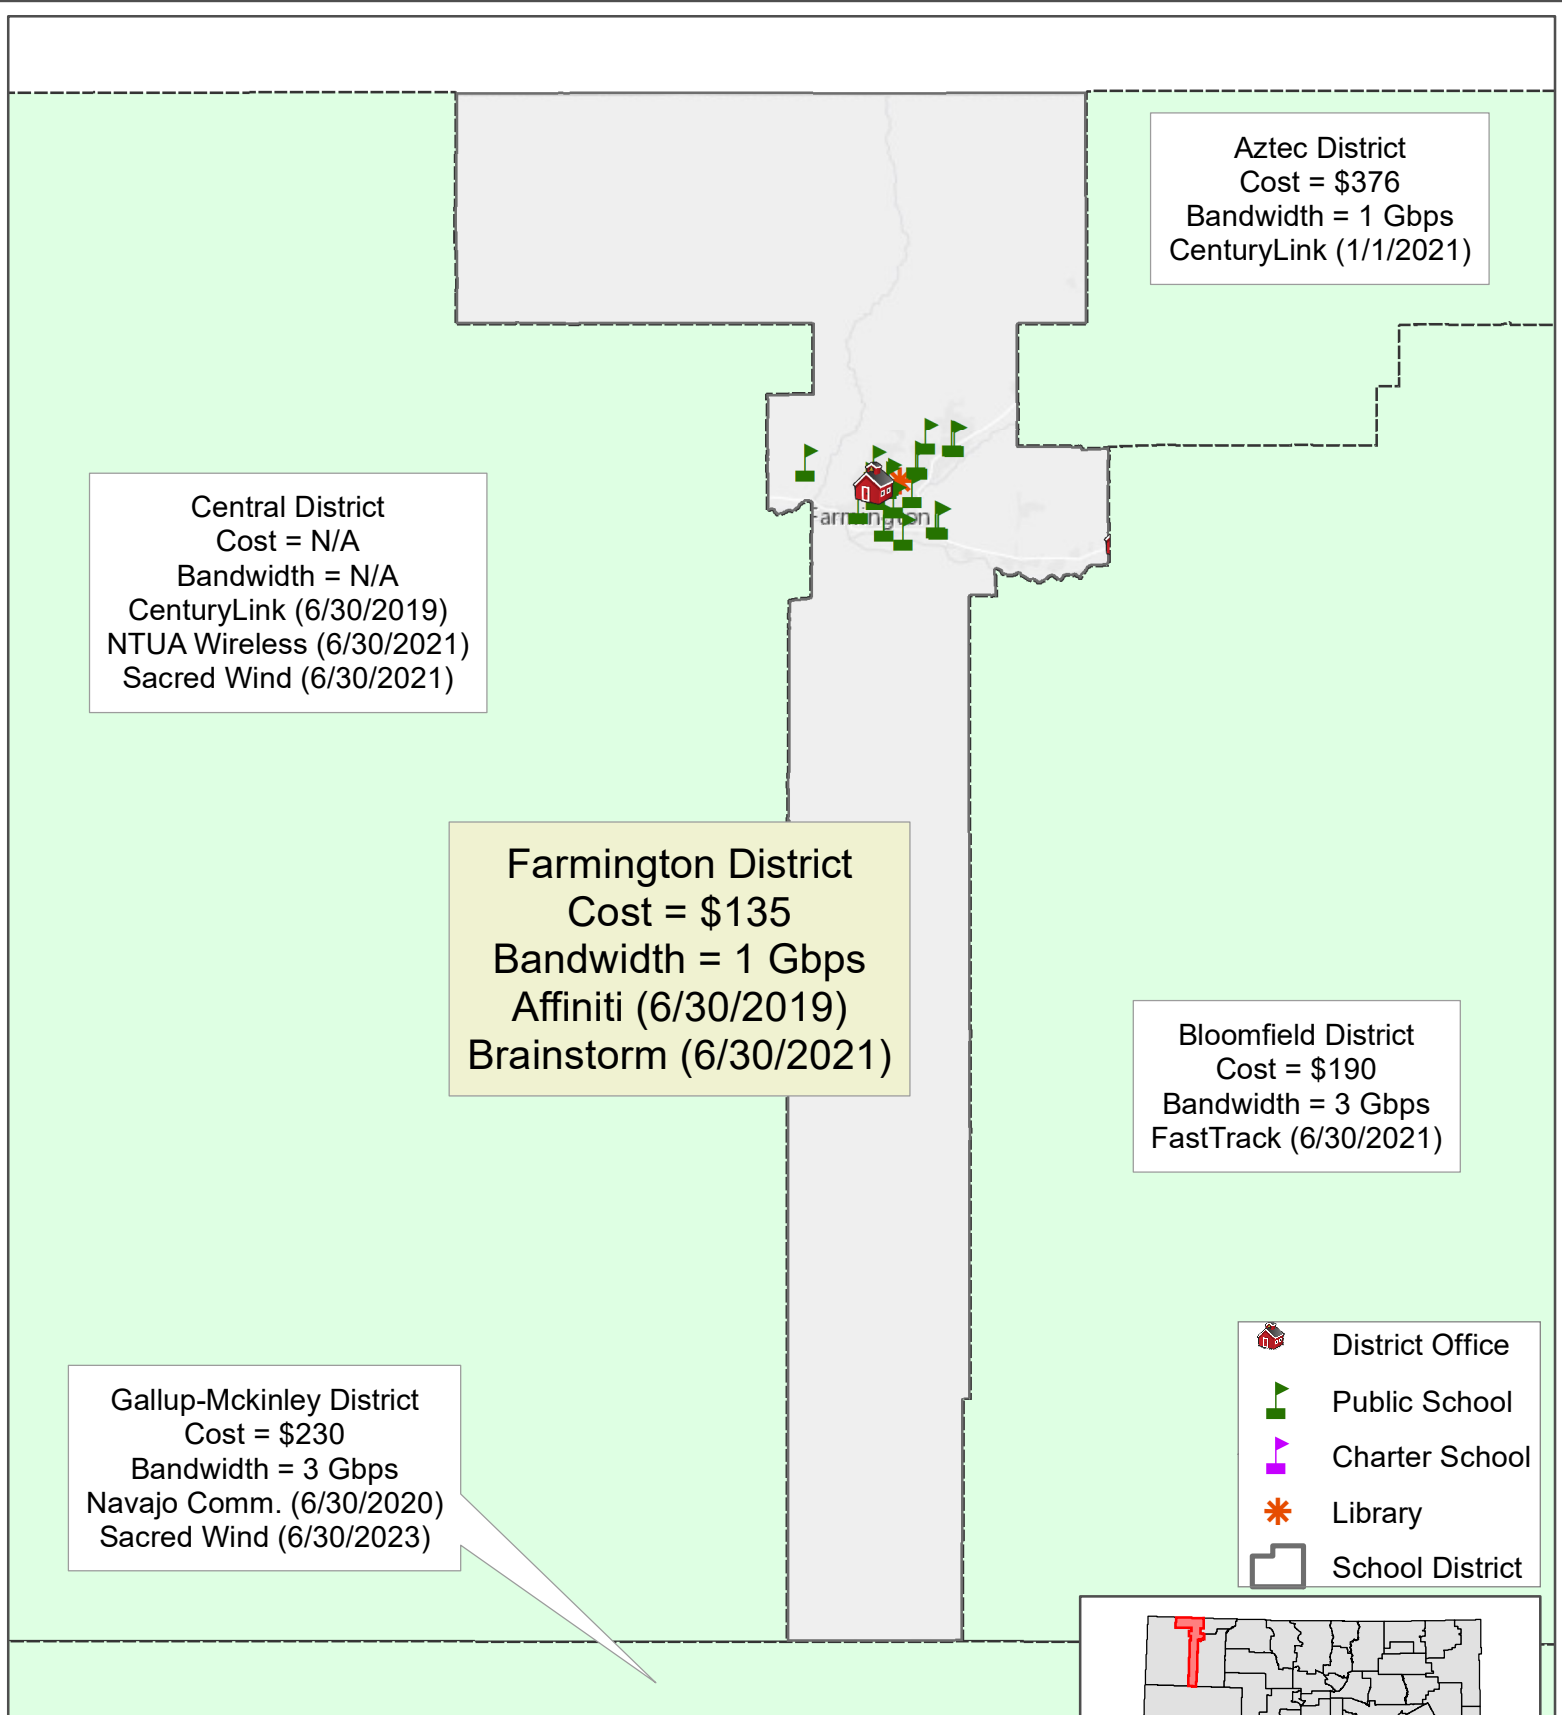 Aztec District
Cost = $376
Bandwidth = 1 Gbps
CenturyLink (1/1/2021)
Central District
Cost = N/A
Bandwidth = N/A
CenturyLink (6/30/2019)
NTUA Wireless (6/30/2021)
Sacred Wind (6/30/2021)
Farmington
Farmington District
Cost = $135
Bandwidth = 1 Gbps
Affiniti (6/30/2019)
Brainstorm (6/30/2021)
Bloomfield District
Cost = $190
Bandwidth = 3 Gbps
FastTrack (6/30/2021)
Gallup-Mckinley District
Cost = $230
Bandwidth = 3 Gbps
Navajo Comm. (6/30/2020)
Sacred Wind (6/30/2023)
District Office
Public School
Charter School
Library
School District